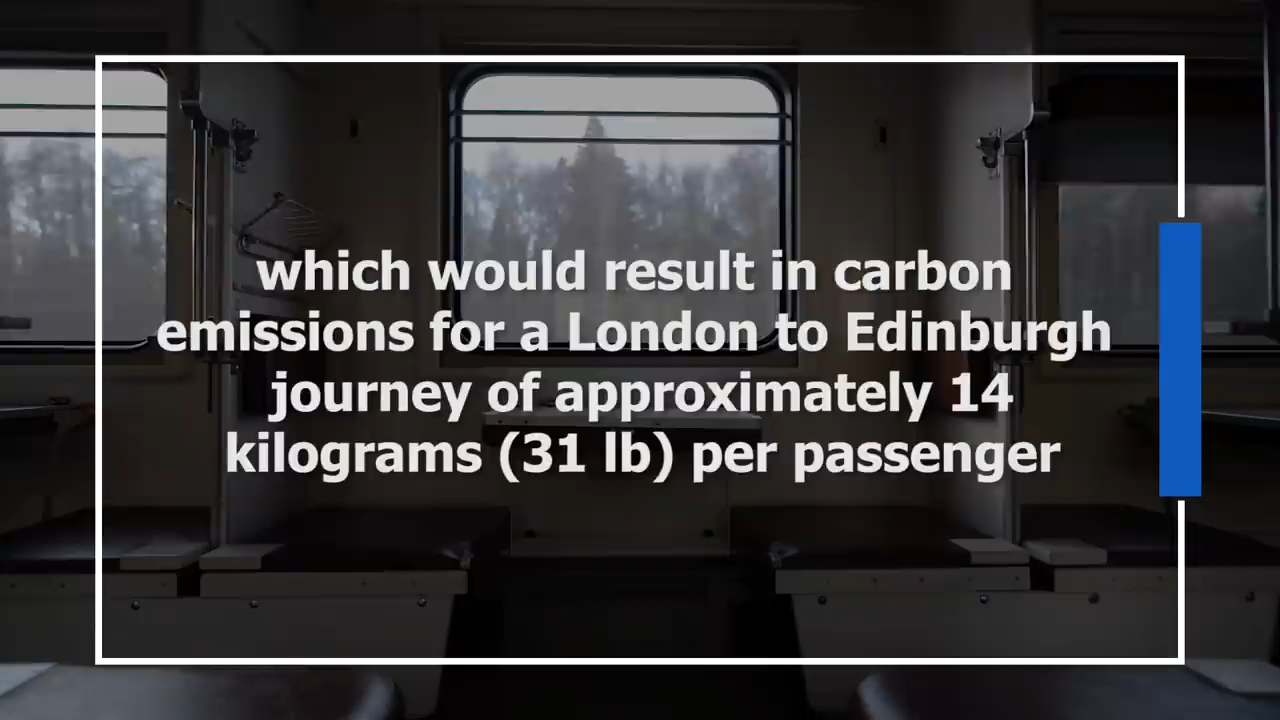 which would result in carbon
emissions for a London to Edinburgh
journey of approximately 14
kilograms (31 lb) per passenger